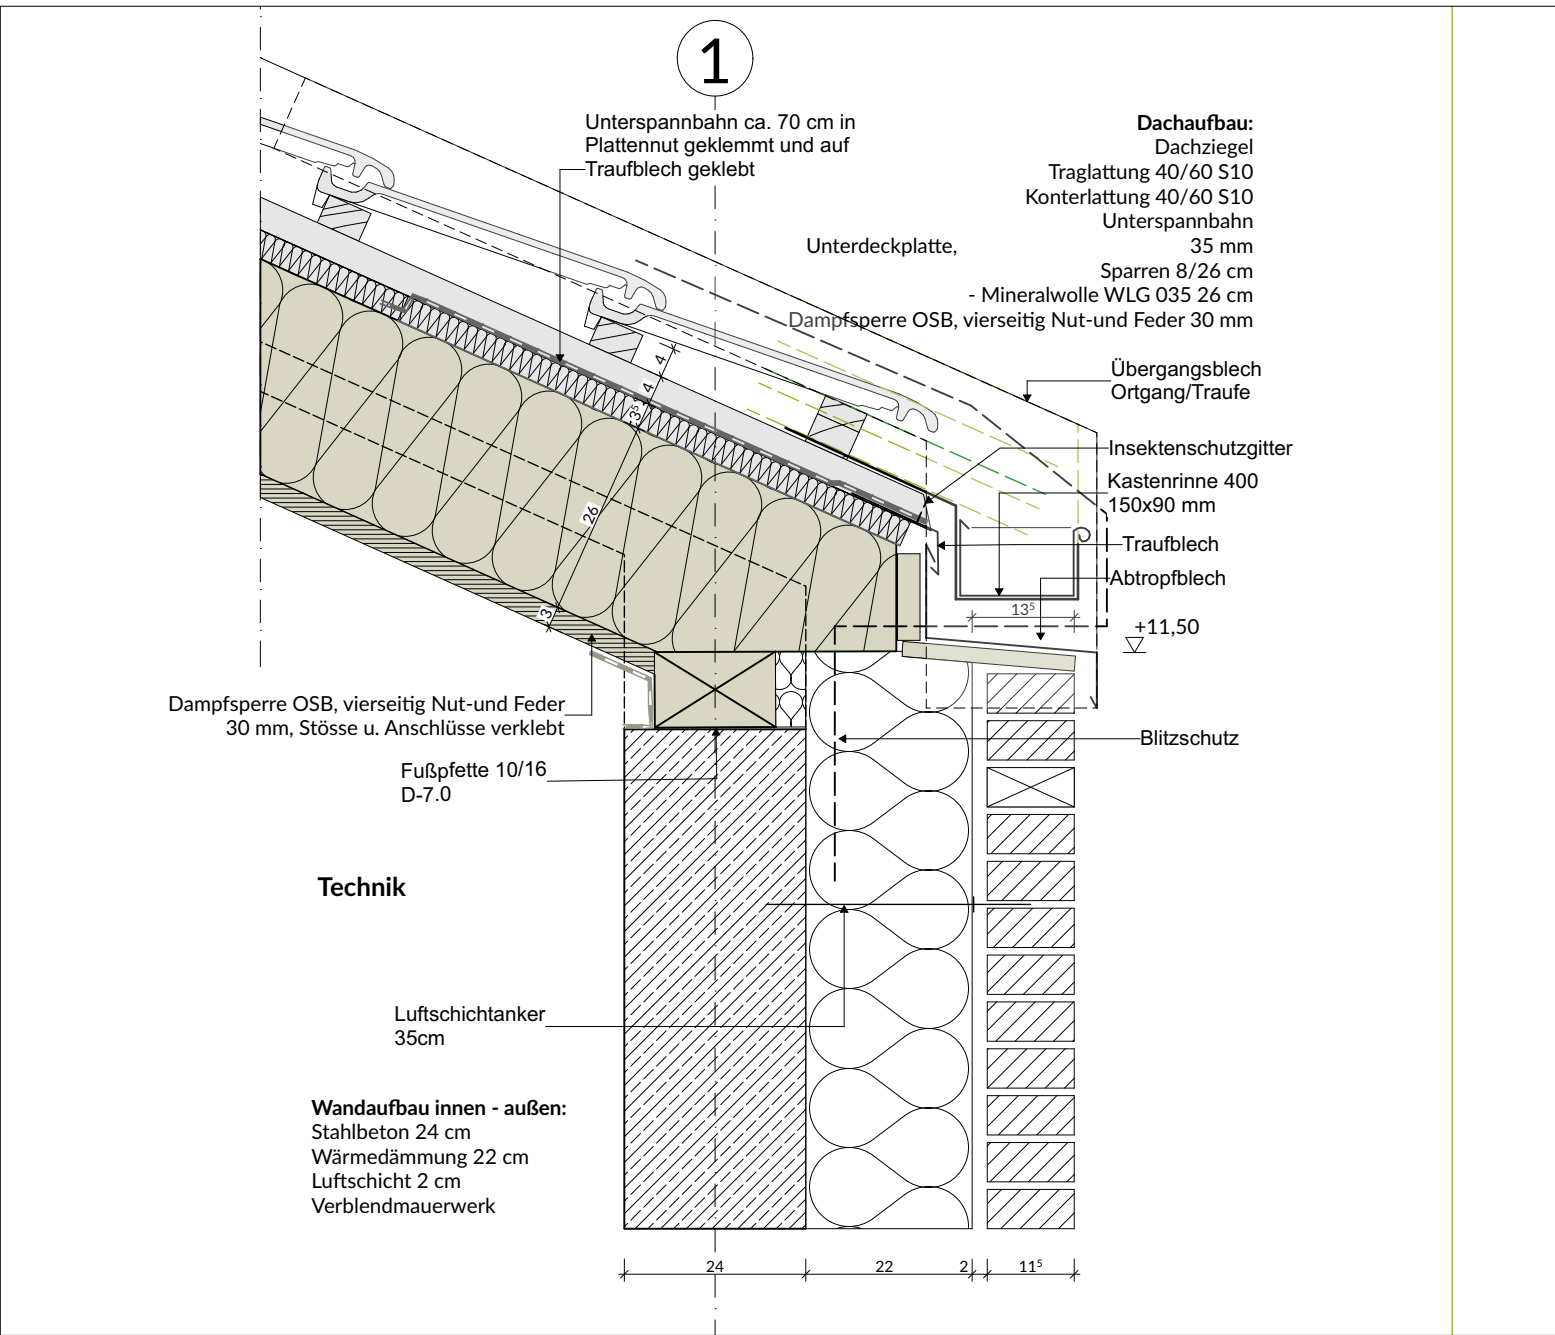 1
Unterspannbahn ca. 70 cm in
Plattennut geklemmt und auf
Traufblech geklebt
Dachaufbau:
Dachziegel
Traglattung 40/60 S10
Konterlattung 40/60 S10
Unterspannbahn
Unterdeckplatte, 35 mm
Sparren 8/26 cm
- Mineralwolle WLG 035 26 cm
Dampfsperre OSB, vierseitig Nut-und Feder 30 mm
Übergangsblech
Ortgang/Traufe
Insektenschutzgitter
Kastenrinne 400
150x90 mm
Traufblech
Abtropfblech
13⁵
+11,50
4
4
3⁵
26
3
Dampfsperre OSB, vierseitig Nut-und Feder
30 mm, Stösse u. Anschlüsse verklebt
Blitzschutz
Fußpfette 10/16
D-7.0
Technik
Luftschichtanker
35cm
Wandaufbau innen - außen:
Stahlbeton 24 cm
Wärmedämmung 22 cm
Luftschicht 2 cm
Verblendmauerwerk
24 22 2 11⁵